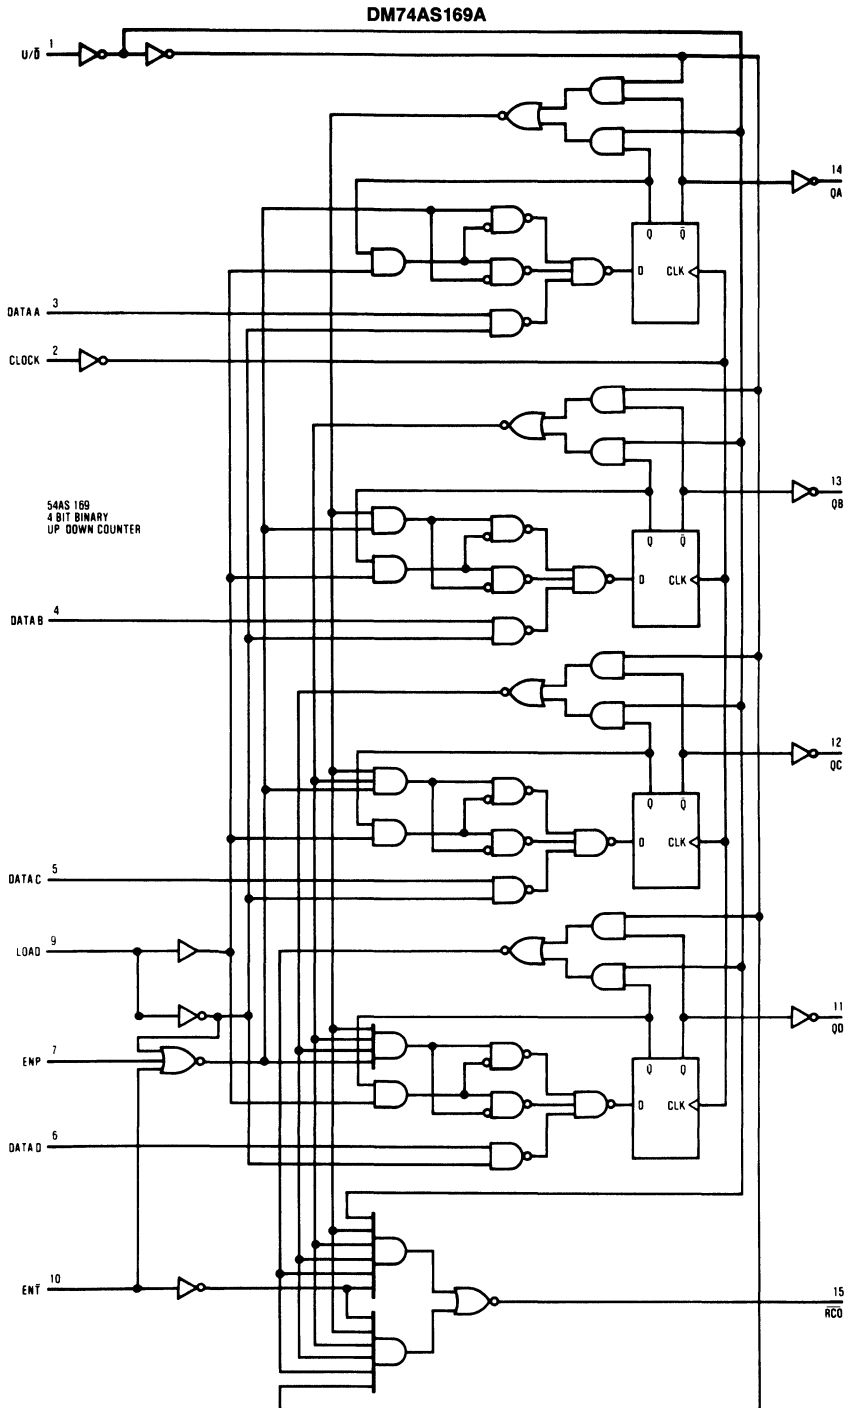 DM74AS169A
1
U/D̄
14
QA
Q Q̄
D CLK
3
DATA A
2
CLOCK
13
QB
54AS 169
4 BIT BINARY
UP DOWN COUNTER
Q Q̄
D CLK
4
DATA B
12
QC
Q Q̄
D CLK
5
DATA C
9
LOAD
11
QD
7
ENP
Q Q̄
D CLK
6
DATA D
10
ENT̄
15
R̄C̄Ō